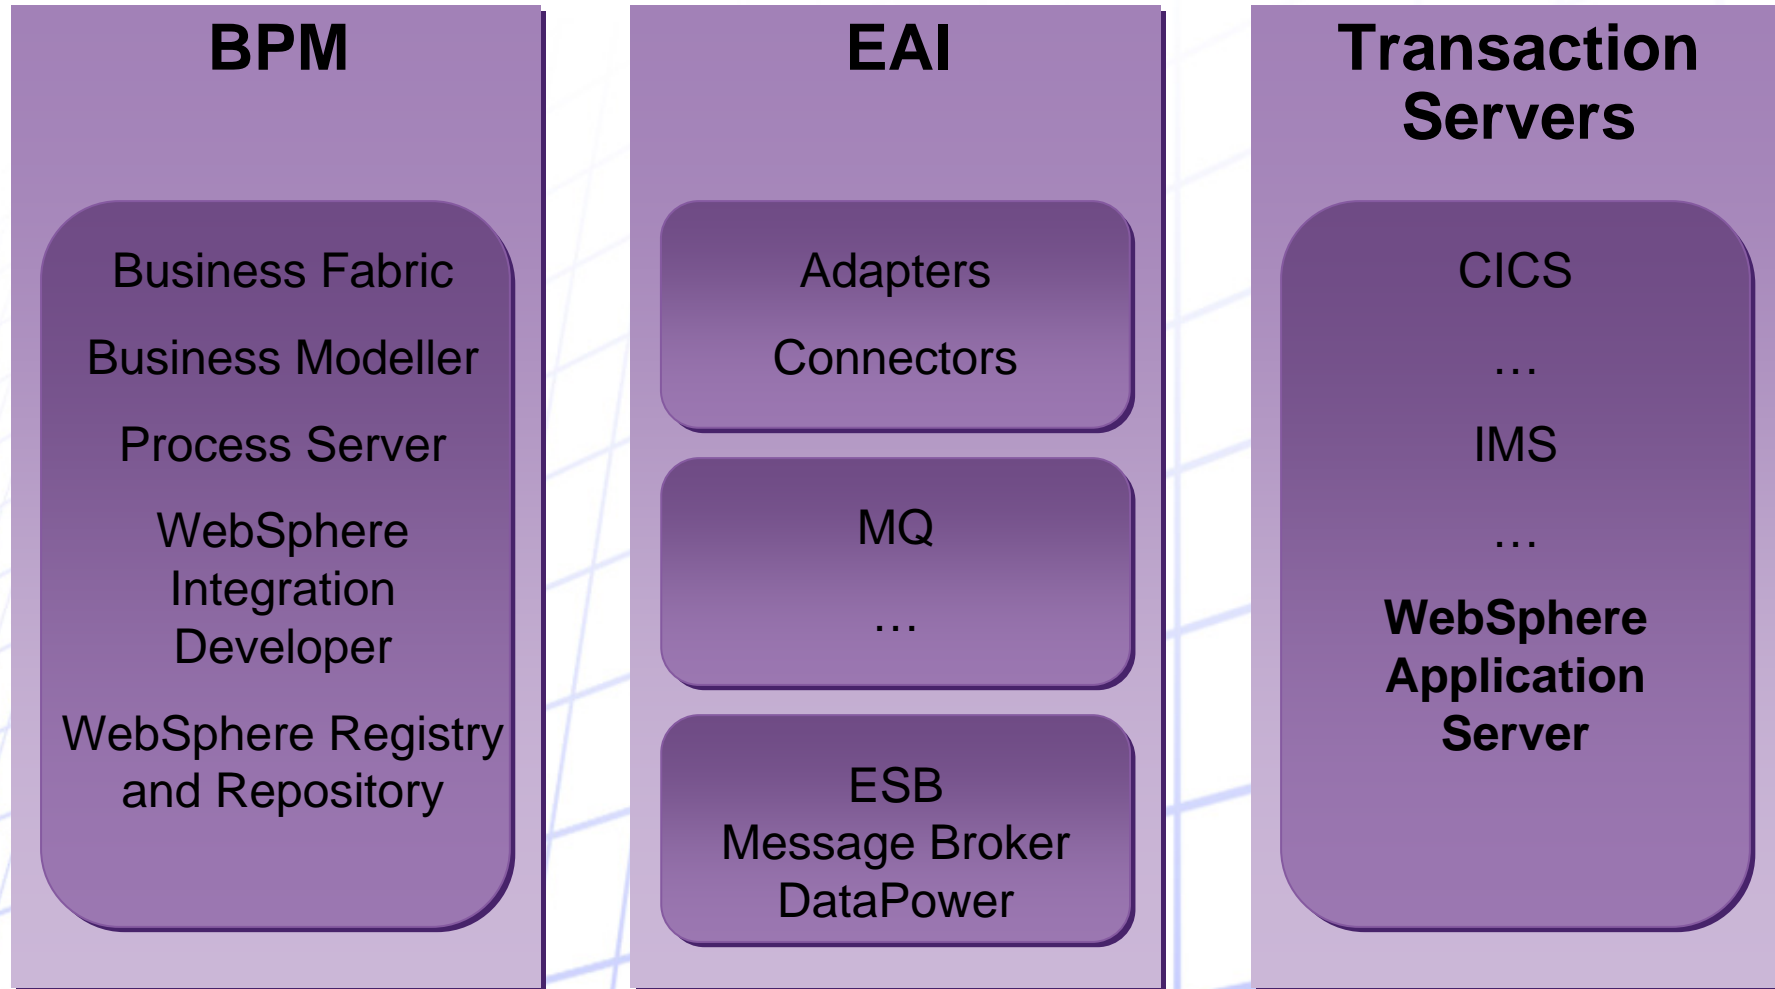 BPM
Business Fabric
Business Modeller
Process Server
WebSphere
Integration
Developer
WebSphere Registry
and Repository
EAI
Adapters
Connectors
MQ
…
ESB
Message Broker
DataPower
Transaction
Servers
CICS
…
IMS
…
WebSphere
Application
Server